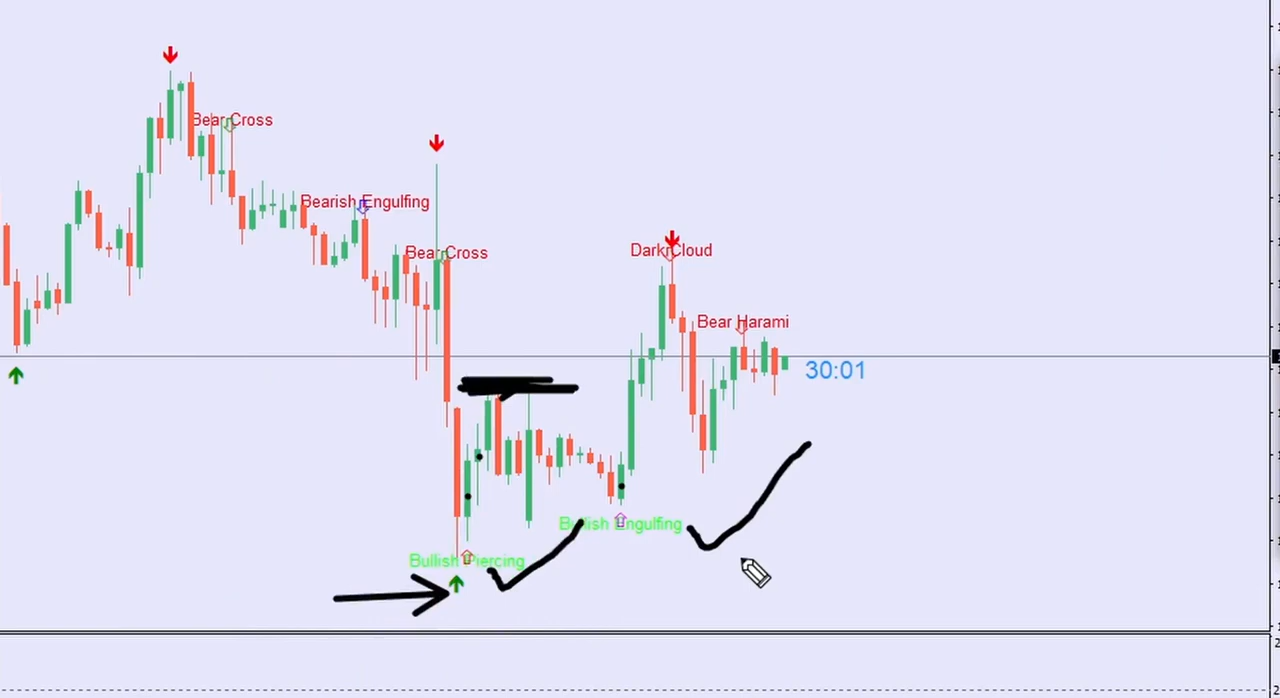 Bear Cross
Bearish Engulfing
Bear Cross
Dark Cloud
Bear Harami
30:01
Bullish Engulfing
Bullish Piercing